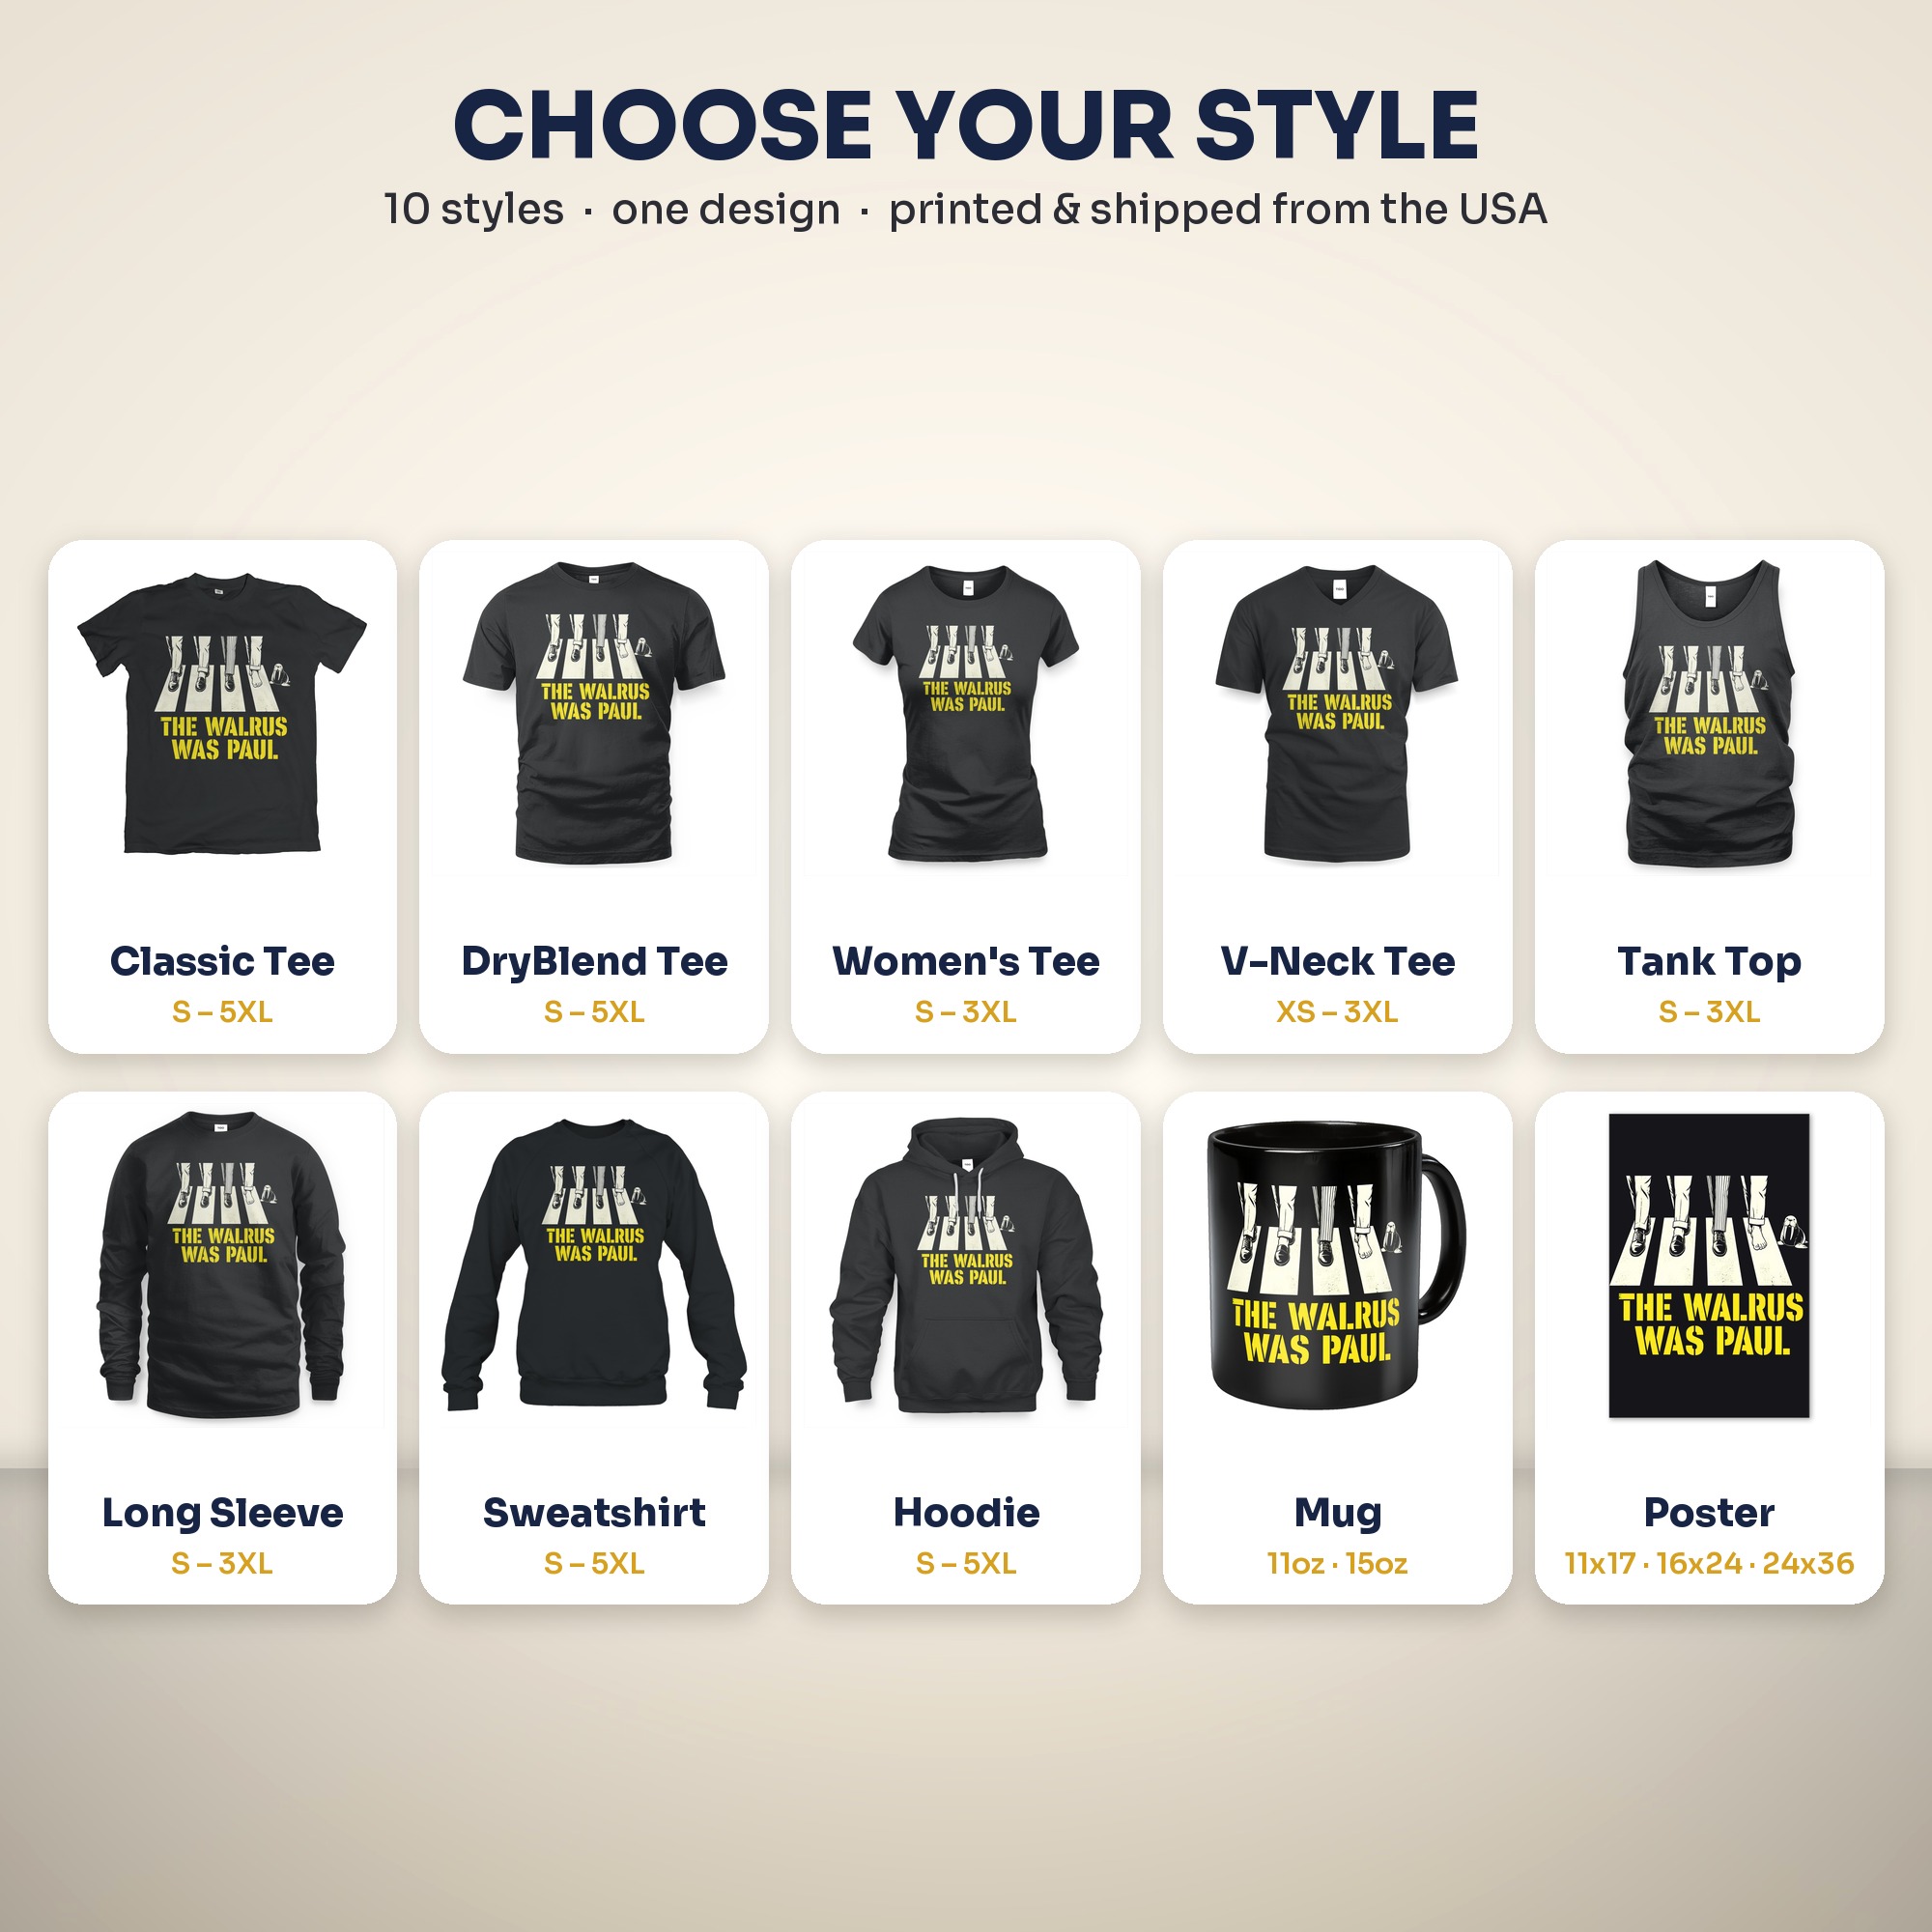 CHOOSE YOUR STYLE
10 styles · one design · printed & shipped from the USA
THE WALRUS
WAS PAUL
THE WALRUS
WAS PAUL
THE WALRUS
WAS PAUL
THE WALRUS
WAS PAUL
THE WALRUS
WAS PAUL
Classic Tee
S – 5XL
DryBlend Tee
S – 5XL
Women's Tee
S – 3XL
V-Neck Tee
XS – 3XL
Tank Top
S – 3XL
THE WALRUS
WAS PAUL
THE WALRUS
WAS PAUL
THE WALRUS
WAS PAUL
THE WALRUS
WAS PAUL
THE WALRUS
WAS PAUL
Long Sleeve
S – 3XL
Sweatshirt
S – 5XL
Hoodie
S – 5XL
Mug
11oz · 15oz
Poster
11x17 · 16x24 · 24x36